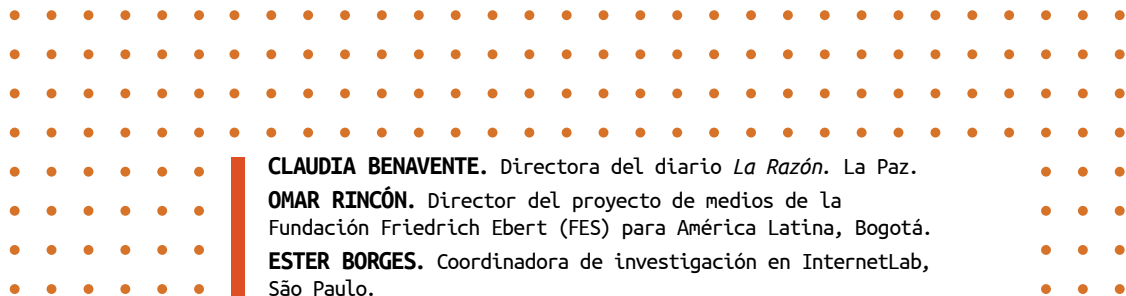 CLAUDIA BENAVENTE. Directora del diario La Razón. La Paz.
OMAR RINCÓN. Director del proyecto de medios de la
Fundación Friedrich Ebert (FES) para América Latina, Bogotá.
ESTER BORGES. Coordinadora de investigación en InternetLab,
São Paulo.